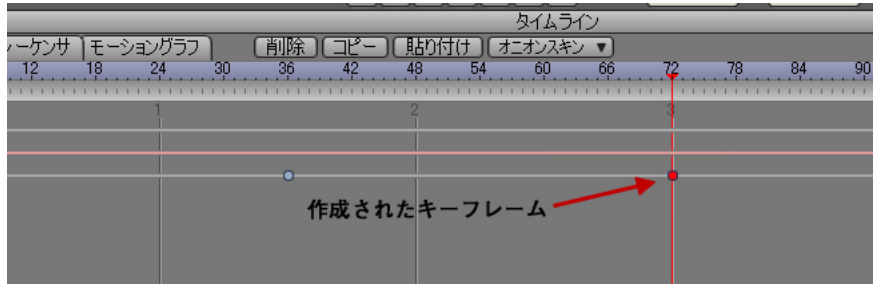 タイムライン
ーケンサ モーショングラフ 削除 コピー 貼り付け オニオンスキン ▼
12 18 24 30 36 42 48 54 60 66 72 78 84 90
1 2 3
作成されたキーフレーム